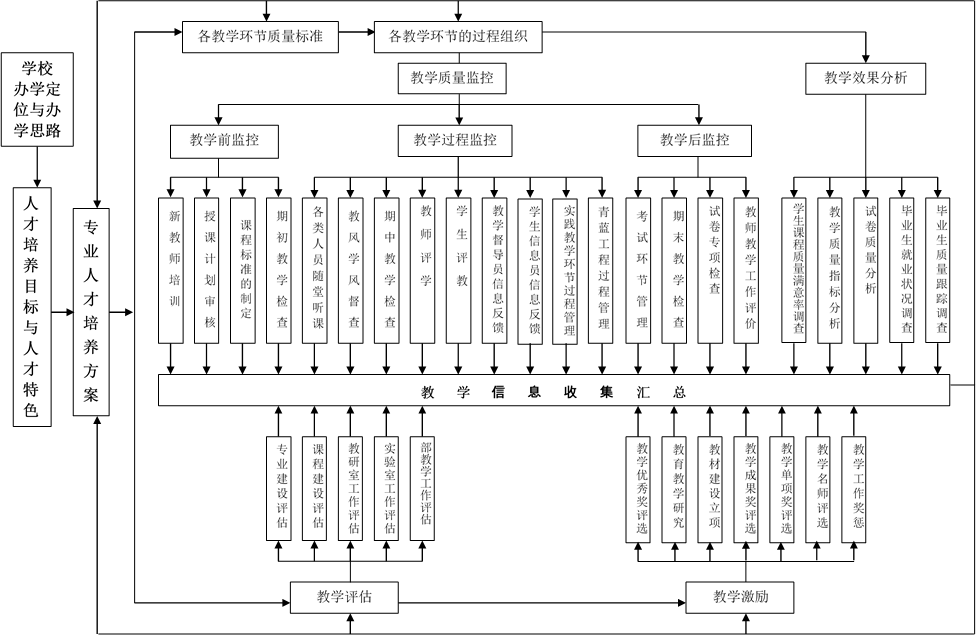 各教学环节质量标准
各教学环节的过程组织
学校
办学定
位与办
学思路
教学质量监控
教学效果分析
教学前监控
教学过程监控
教学后监控
人才培养目标与人才特色
专业人才培养方案
新教师培训
授课计划审核
课程标准的制定
期初教学检查
各类人员随堂听课
教风学风督查
期中教学检查
教师评学
学生评教
教学督导员信息反馈
学生信息员信息反馈
实践教学环节过程管理
青蓝工程过程管理
考试环节管理
期末教学检查
试卷专项检查
教师教学工作评价
学生课程质量满意率调查
教学质量指标分析
试卷质量分析
毕业生就业状况调查
毕业生质量跟踪调查
教学信息收集汇总
专业建设评估
课程建设评估
教研室工作评估
实验室工作评估
部教学工作评估
教学优秀奖评选
教育教学研究
教材建设立项
教学成果奖评选
教学单项奖评选
教学名师评选
教学工作奖惩
教学评估
教学激励